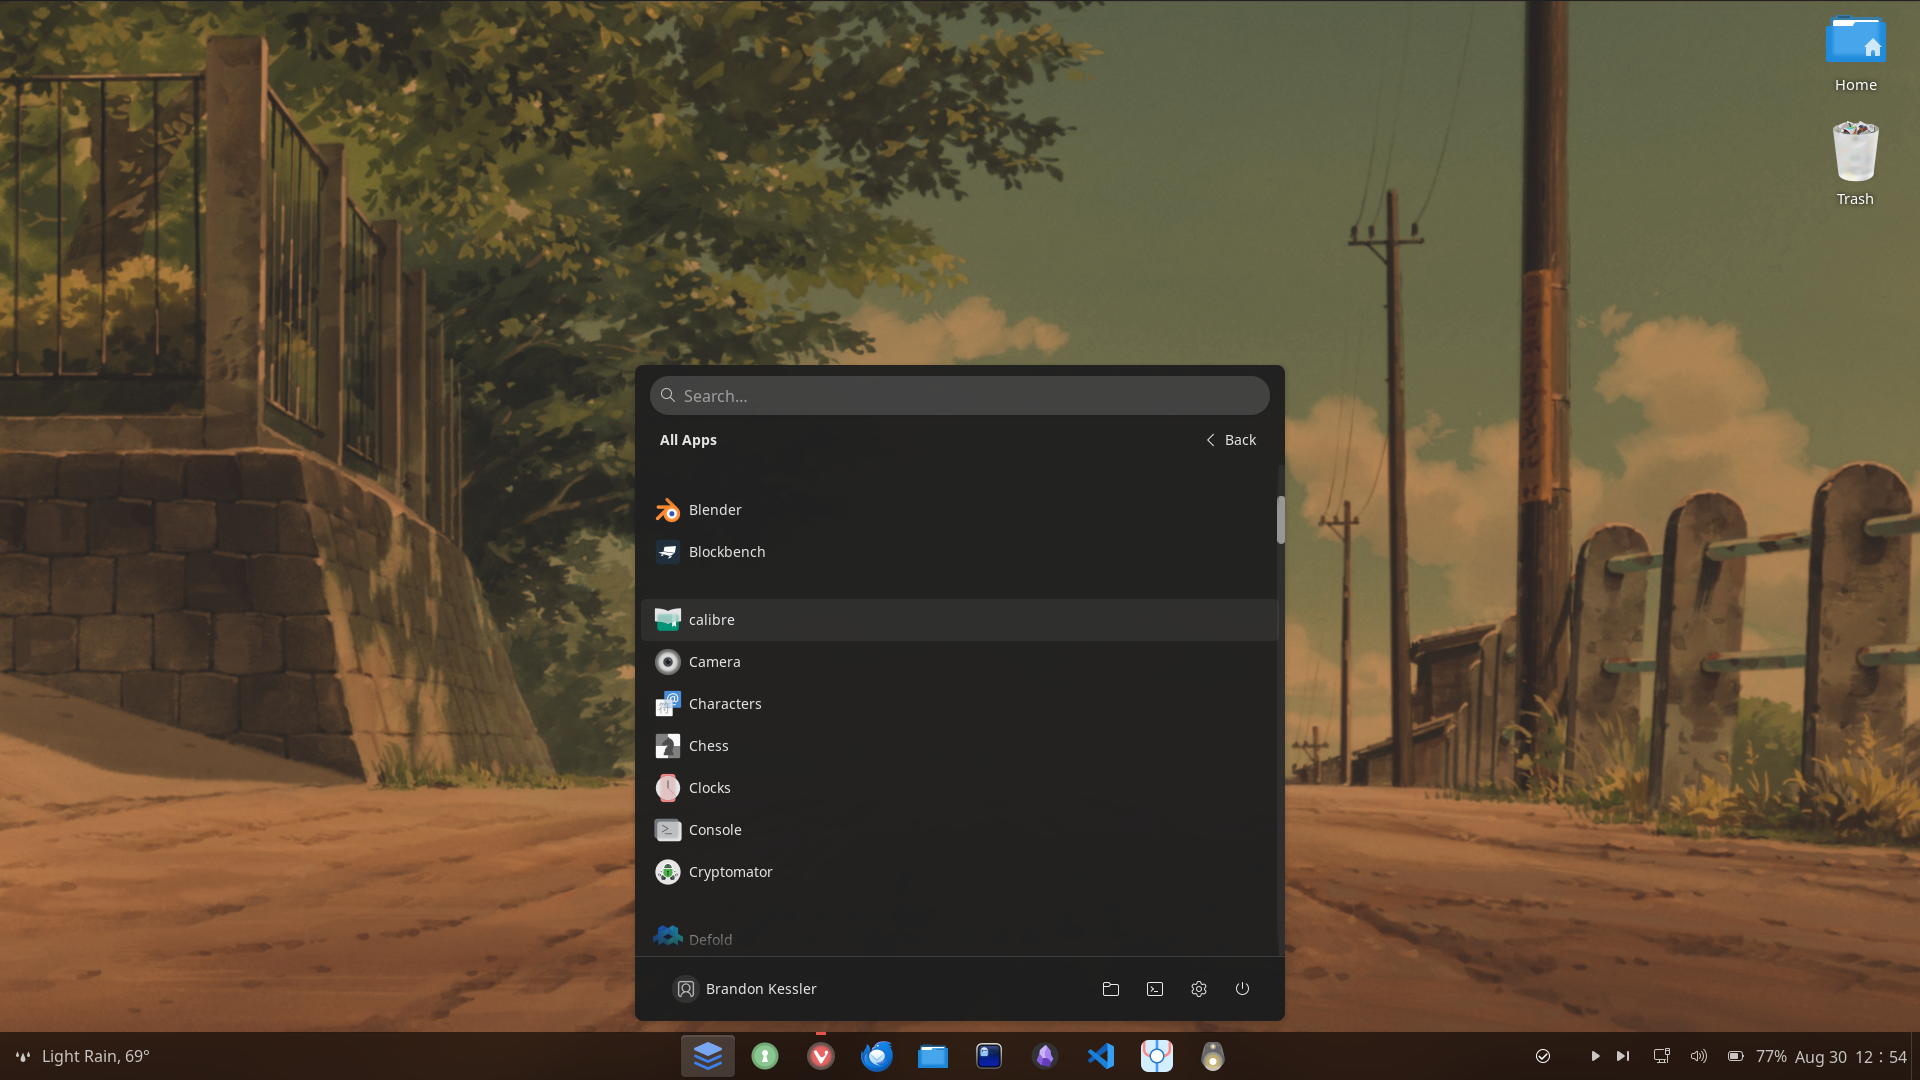 Home
Trash
Search...
All Apps
Back
Blender
Blockbench
calibre
Camera
Characters
Chess
Clocks
Console
Cryptomator
Defold
Brandon Kessler
Light Rain, 69°
77% Aug 30 12 : 54